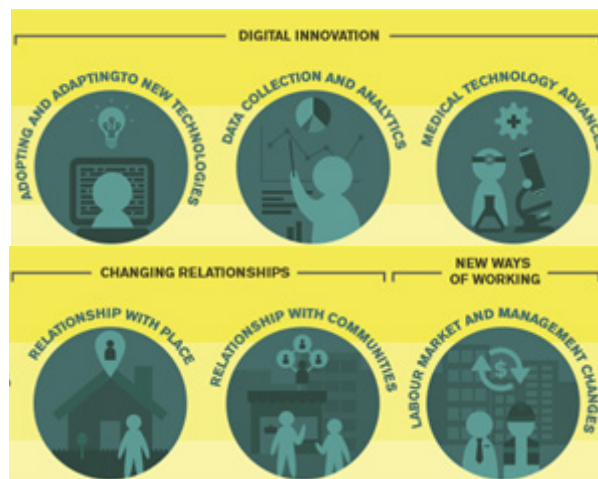 DIGITAL INNOVATION
ADOPTING AND ADAPTINGTO NEW TECHNOLOGIES
DATA COLLECTION AND ANALYTICS
MEDICAL TECHNOLOGY ADVANCE
CHANGING RELATIONSHIPS
NEW WAYS
OF WORKING
RELATIONSHIP WITH PLACE
RELATIONSHIP WITH COMMUNITIES
LABOUR MARKET AND MANAGEMENT CHANGES
$